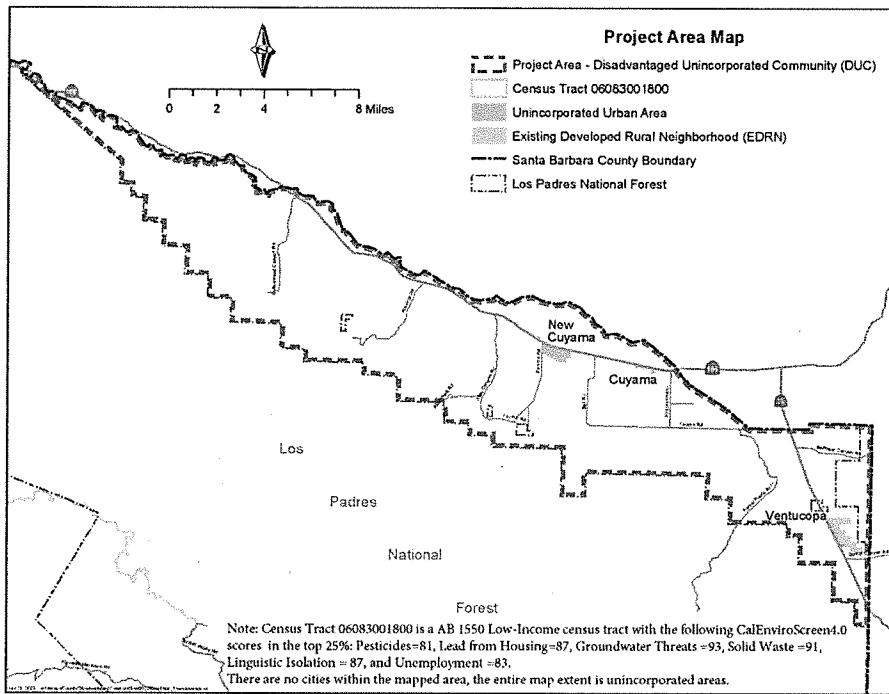 Project Area Map
Project Area - Disadvantaged Unincorporated Community (DUC)
Census Tract 06083001800
Unincorporated Urban Area
Existing Developed Rural Neighborhood (EDRN)
Santa Barbara County Boundary
Los Padres National Forest
0 2 4 8 Miles
New
Cuyama
Cuyama
Ventucopa
Los
Padres
National
Forest
Note: Census Tract 06083001800 is a AB 1550 Low-Income census tract with the following CalEnviroScreen4.0
scores in the top 25%: Pesticides=81, Lead from Housing=87, Groundwater Threats =93, Solid Waste =91,
Linguistic Isolation = 87, and Unemployment =83.
There are no cities within the mapped area, the entire map extent is unincorporated areas.